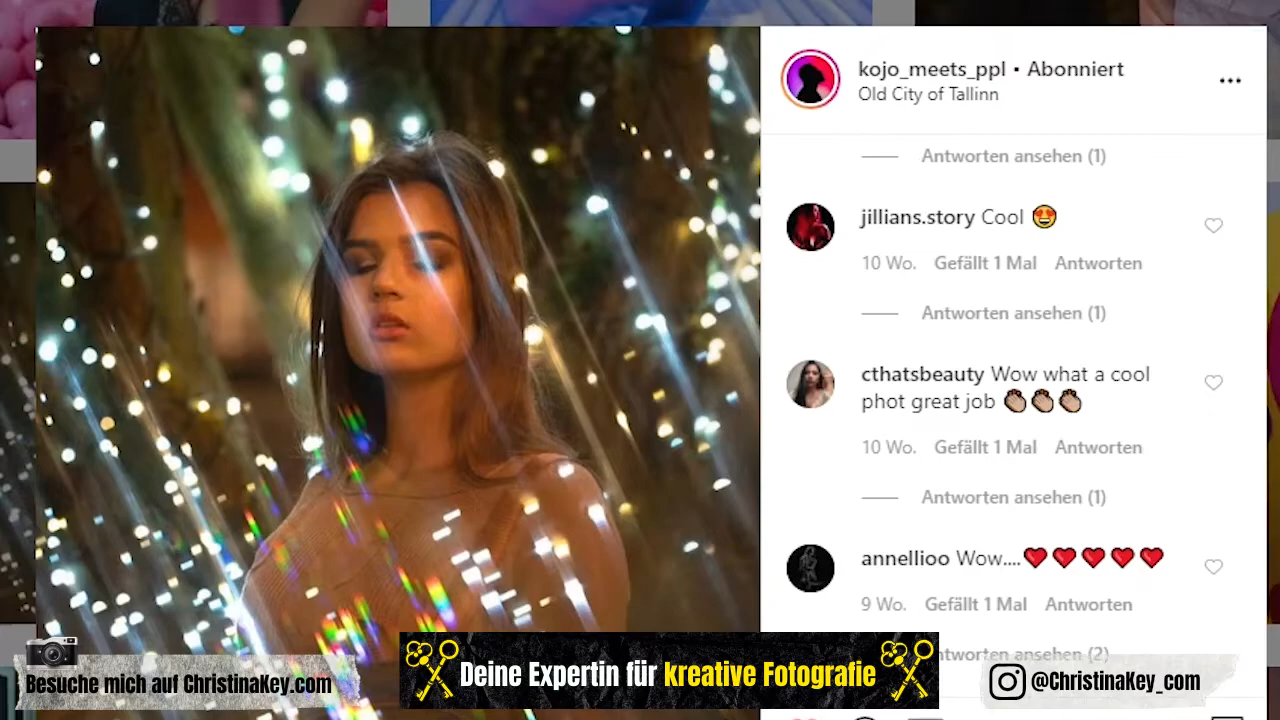 kojo_meets_ppl • Abonniert
Old City of Tallinn
Antworten ansehen (1)
jillians.story Cool 😍
10 Wo. Gefällt 1 Mal Antworten
Antworten ansehen (1)
cthatsbeauty Wow what a cool
phot great job 👏👏👏
10 Wo. Gefällt 1 Mal Antworten
Antworten ansehen (1)
annellioo Wow....❤️❤️❤️❤️❤️
9 Wo. Gefällt 1 Mal Antworten
ntworten ansehen (2)
Besuche mich auf ChristinaKey.com
Deine Expertin für kreative Fotografie
@ChristinaKey_com